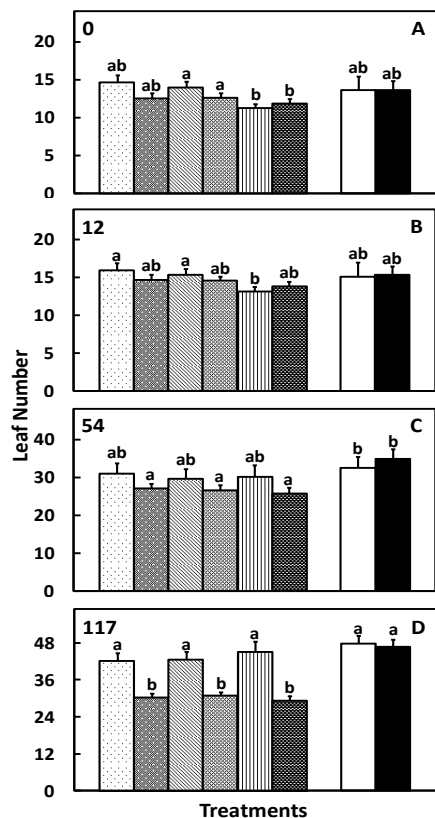 0 A
20
15
10
5
0
ab ab a a b b ab ab
12 B
20
15
10
5
0
a ab a ab b ab ab ab
54 C
40
30
20
10
0
ab a ab a ab a b b
117 D
48
36
24
12
0
a b a b a b a a
Leaf Number
Treatments